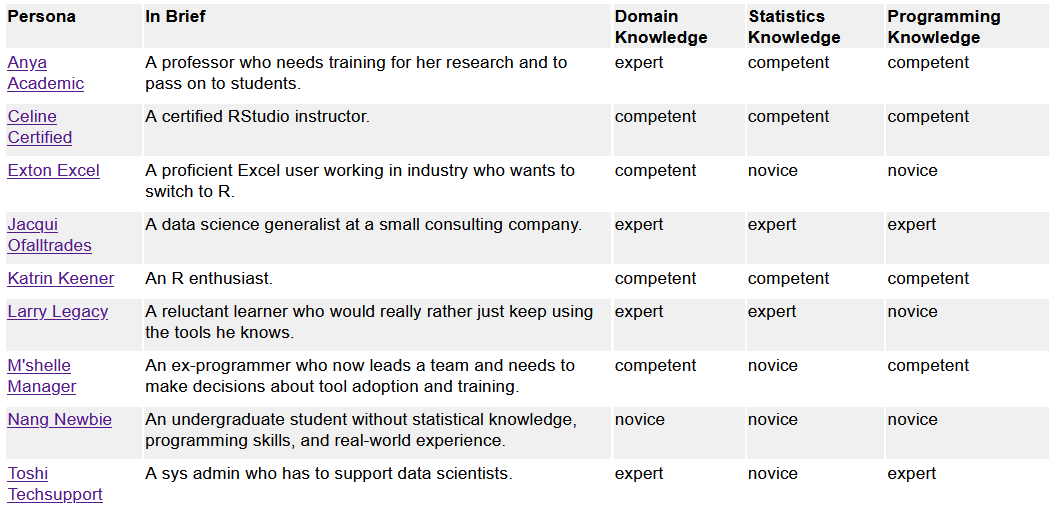 Persona In Brief Domain Knowledge Statistics Knowledge Programming Knowledge
Anya Academic A professor who needs training for her research and to pass on to students. expert competent competent
Celine Certified A certified RStudio instructor. competent competent competent
Exton Excel A proficient Excel user working in industry who wants to switch to R. competent novice novice
Jacqui Ofalltrades A data science generalist at a small consulting company. expert expert expert
Katrin Keener An R enthusiast. competent competent competent
Larry Legacy A reluctant learner who would really rather just keep using the tools he knows. expert expert novice
M'shelle Manager An ex-programmer who now leads a team and needs to make decisions about tool adoption and training. competent novice competent
Nang Newbie An undergraduate student without statistical knowledge, programming skills, and real-world experience. novice novice novice
Toshi Techsupport A sys admin who has to support data scientists. expert novice expert